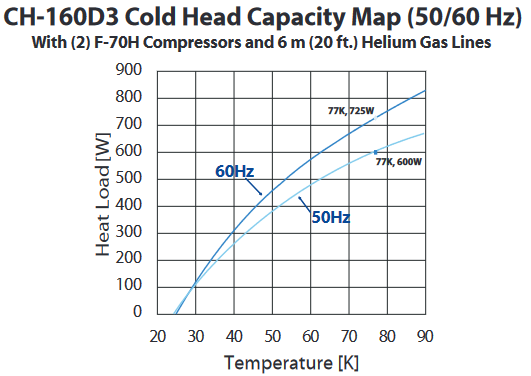 CH-160D3 Cold Head Capacity Map (50/60 Hz)
With (2) F-70H Compressors and 6 m (20 ft.) Helium Gas Lines
900
800
700
600
500
400
300
200
100
0
Heat Load [W]
77K, 725W
77K, 600W
60Hz
50Hz
20 30 40 50 60 70 80 90
Temperature [K]